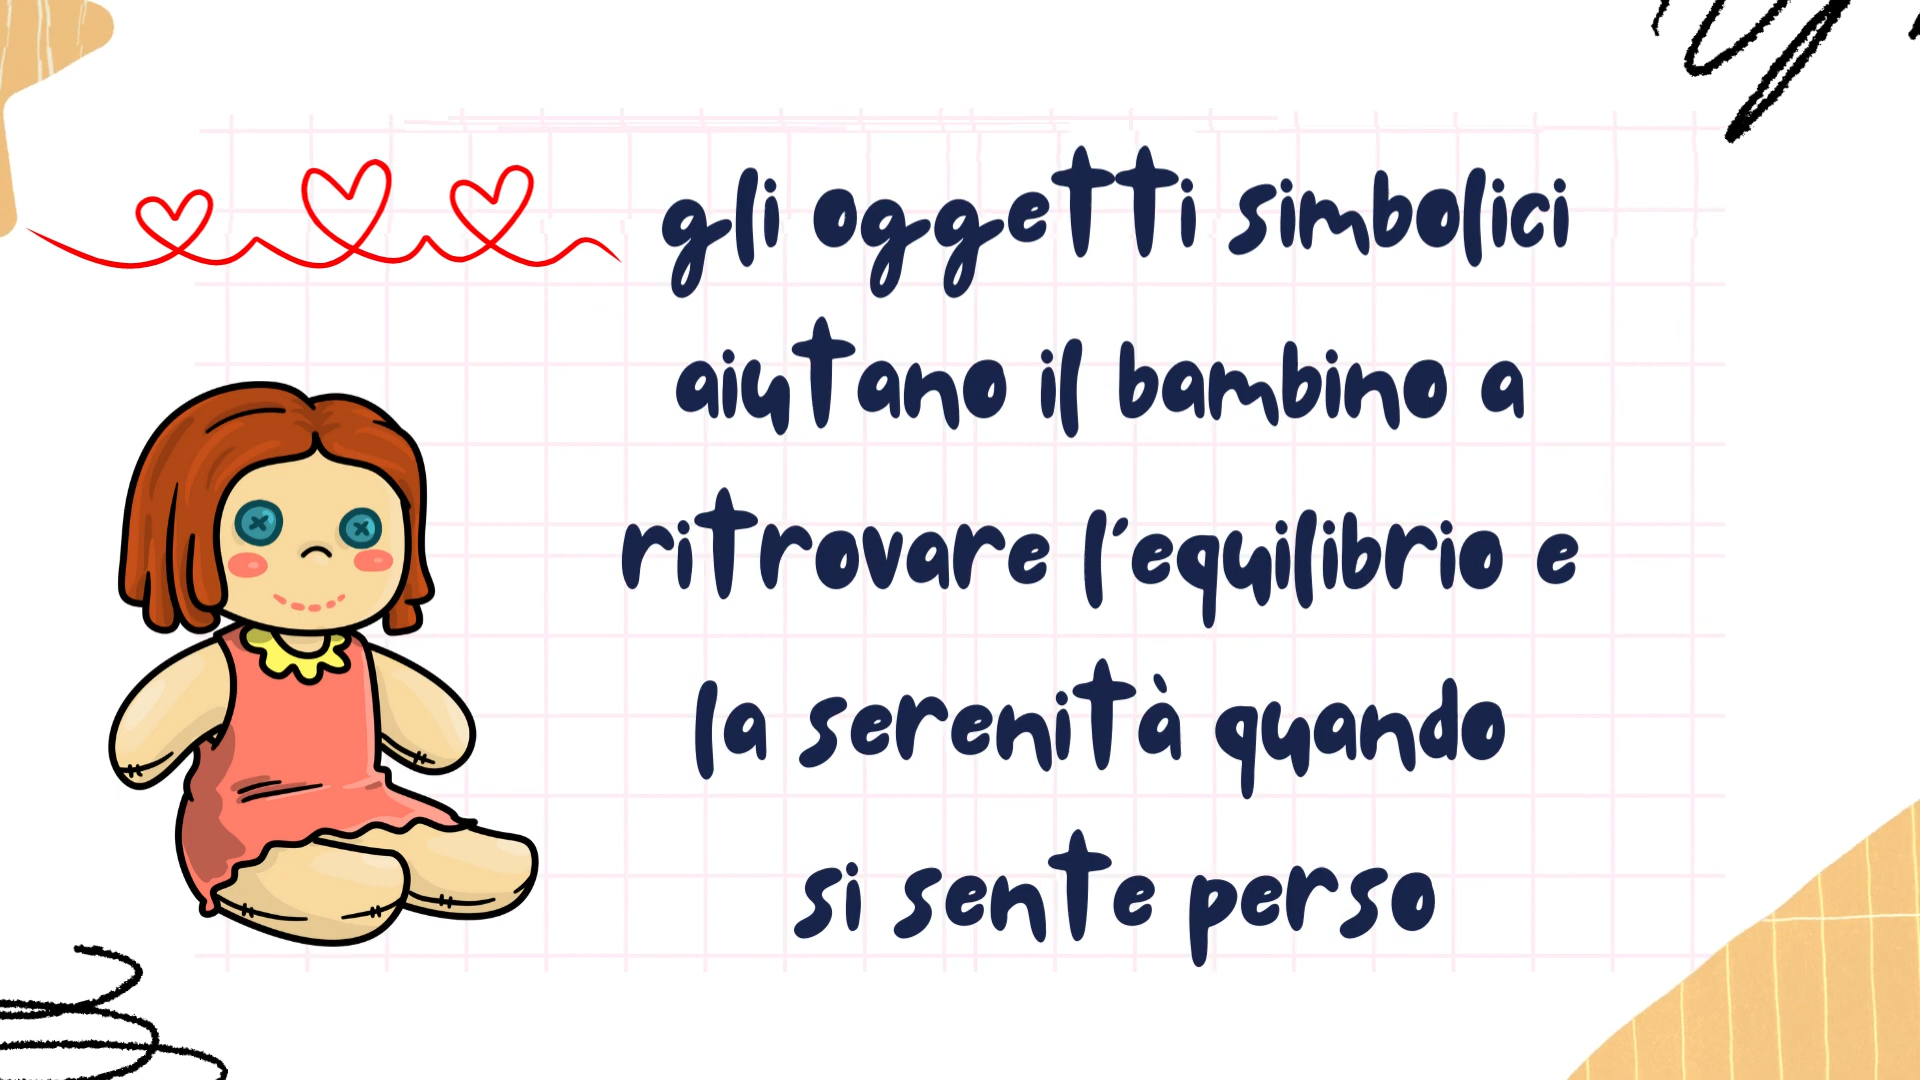 gli oggetti simbolici
aiutano il bambino a
ritrovare l'equilibrio e
la serenità quando
si sente perso